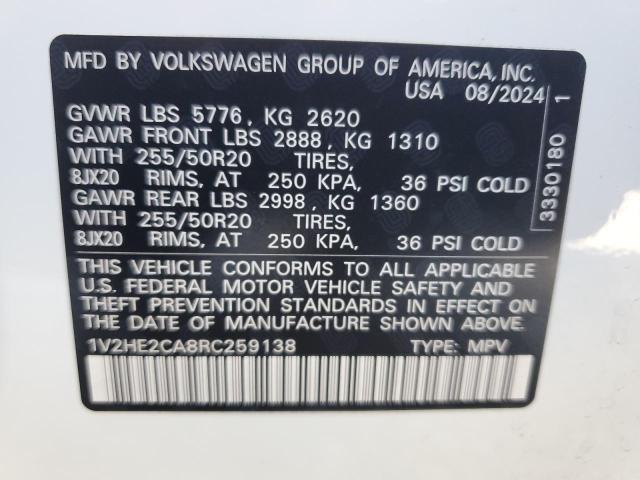 MFD BY VOLKSWAGEN GROUP OF AMERICA, INC.
USA 08/2024
GVWR LBS 5776, KG 2620
GAWR FRONT LBS 2888, KG 1310
WITH 255/50R20 TIRES,
8JX20 RIMS, AT 250 KPA, 36 PSI COLD
GAWR REAR LBS 2998, KG 1360
WITH 255/50R20 TIRES,
8JX20 RIMS, AT 250 KPA, 36 PSI COLD
THIS VEHICLE CONFORMS TO ALL APPLICABLE
U.S. FEDERAL MOTOR VEHICLE SAFETY AND
THEFT PREVENTION STANDARDS IN EFFECT ON
THE DATE OF MANUFACTURE SHOWN ABOVE.
1V2HE2CA8RC259138 TYPE: MPV
3330180 1